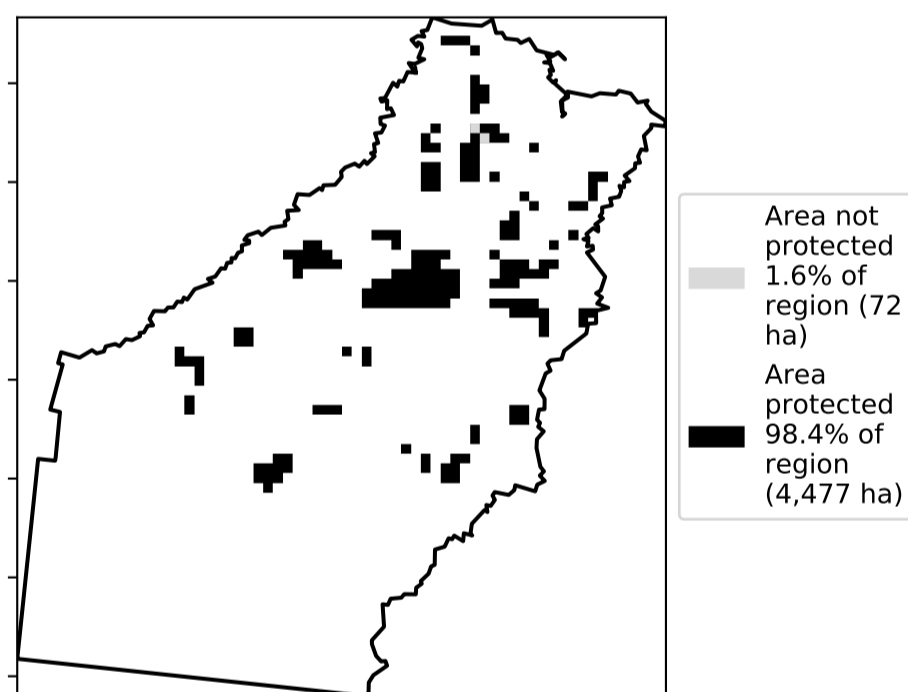 Area not
protected
1.6% of
region (72
ha)
Area
protected
98.4% of
region
(4,477 ha)